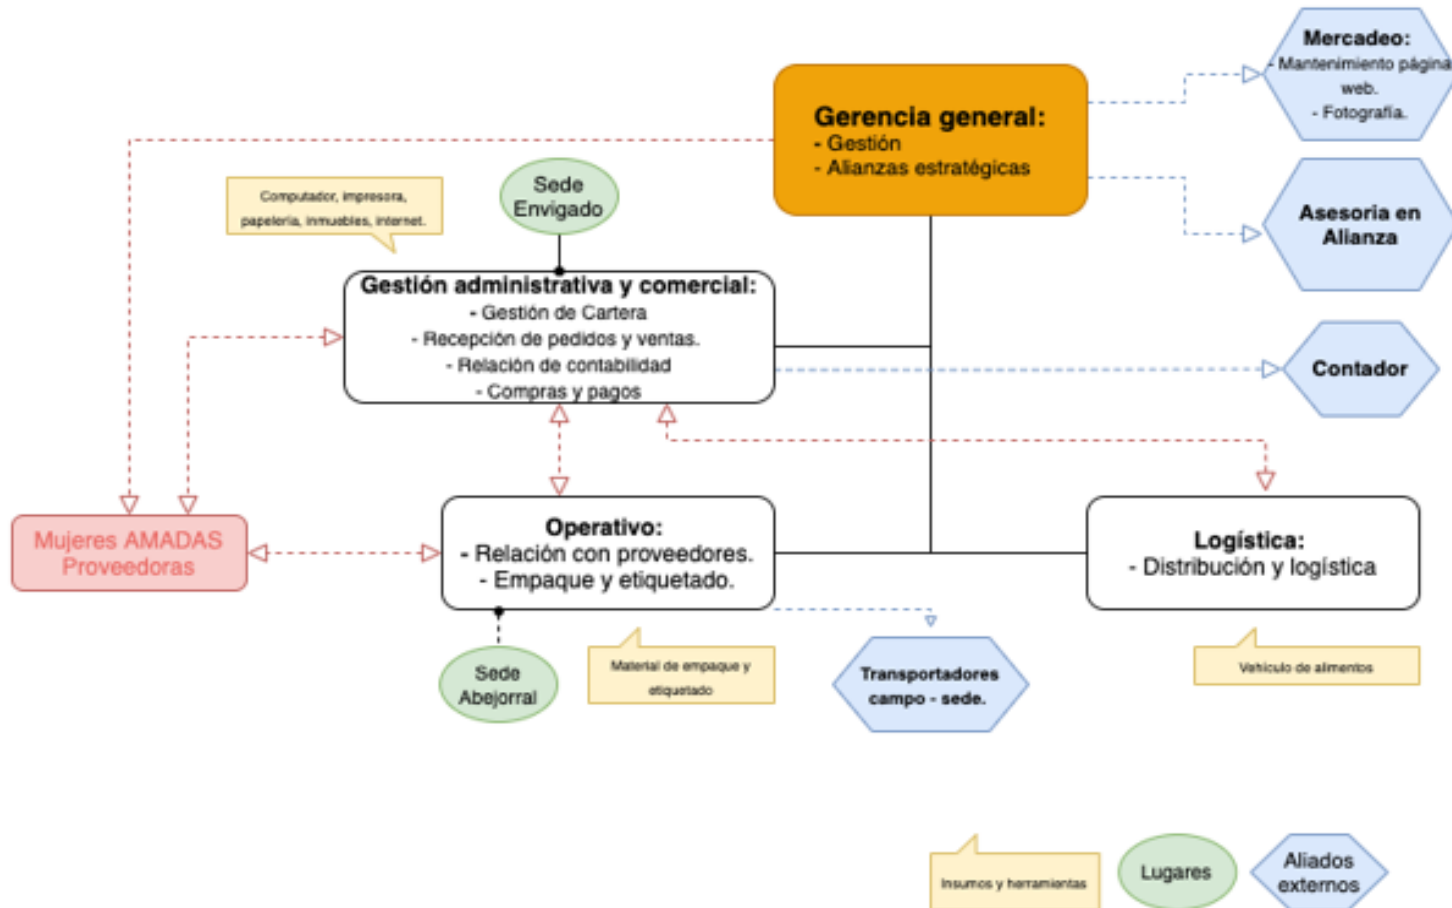 Mercadeo:
- Mantenimiento página
web.
- Fotografía.
Gerencia general:
- Gestión
- Alianzas estratégicas
Sede
Envigado
Computador, impresora,
papelería, inmuebles, internet.
Asesoria en
Alianza
Gestión administrativa y comercial:
- Gestión de Cartera
- Recepción de pedidos y ventas.
- Relación de contabilidad
- Compras y pagos
Contador
Mujeres AMADAS
Proveedoras
Operativo:
- Relación con proveedores.
- Empaque y etiquetado.
Logística:
- Distribución y logística
Sede
Abejorral
Material de empaque y
etiquetado
Transportadores
campo - sede.
Vehículo de alimentos
Insumos y herramientas
Lugares
Aliados
externos